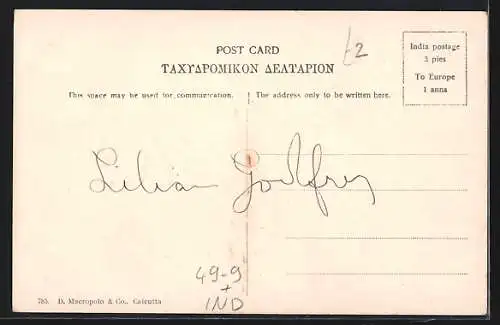 POST CARD
ΤΑΧΥΔΡΟΜΙΚΟΝ ΔΕΛΤΑΡΙΟΝ
£2
India postage
3 pies
To Europe
1 anna
This space may be used for communication.
The address only to be written here.
Lilian Godfrey
49-9
+
IND
785. D. Macropolo & Co., Calcutta